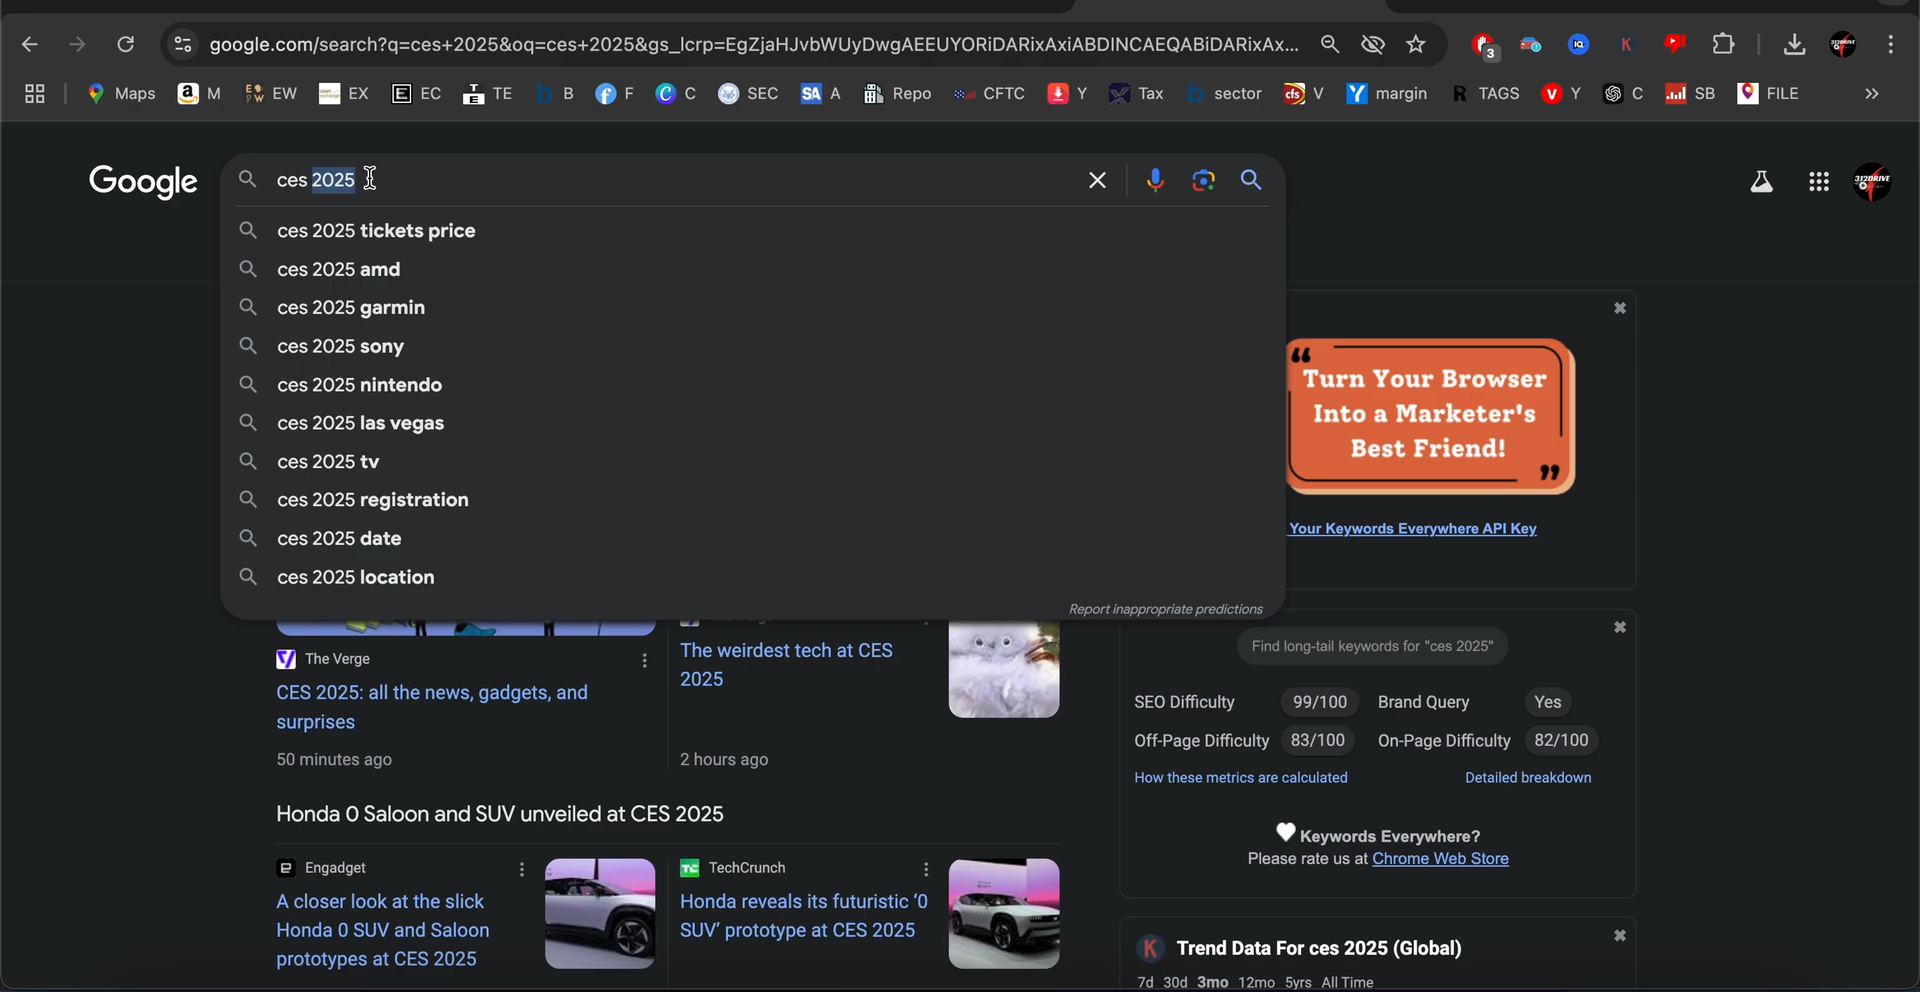 google.com/search?q=ces+2025&oq=ces+2025&gs_lcrp=EgZjaHJvbWUyDwgAEEUYORiDARixAxiABDINCAEQABiDARixAx...
3
Maps M EW EX EC TE B F C SEC SA A Repo CFTC Y Tax sector cfs V Y margin R TAGS V Y C SB FILE »
Google
ces 2025
312DRIVE
ces 2025 tickets price
ces 2025 amd
ces 2025 garmin
ces 2025 sony
ces 2025 nintendo
ces 2025 las vegas
ces 2025 tv
ces 2025 registration
ces 2025 date
ces 2025 location
Report inappropriate predictions
“ Turn Your Browser
Into a Marketer's
Best Friend! ”
Your Keywords Everywhere API Key
The Verge
CES 2025: all the news, gadgets, and
surprises
50 minutes ago
The weirdest tech at CES
2025
2 hours ago
Find long-tail keywords for "ces 2025"
SEO Difficulty 99/100 Brand Query Yes
Off-Page Difficulty 83/100 On-Page Difficulty 82/100
How these metrics are calculated Detailed breakdown
Keywords Everywhere?
Please rate us at Chrome Web Store
Honda 0 Saloon and SUV unveiled at CES 2025
Engadget
A closer look at the slick
Honda 0 SUV and Saloon
prototypes at CES 2025
TechCrunch
Honda reveals its futuristic ‘0
SUV’ prototype at CES 2025
K Trend Data For ces 2025 (Global)
7d 30d 3mo 12mo 5yrs All Time